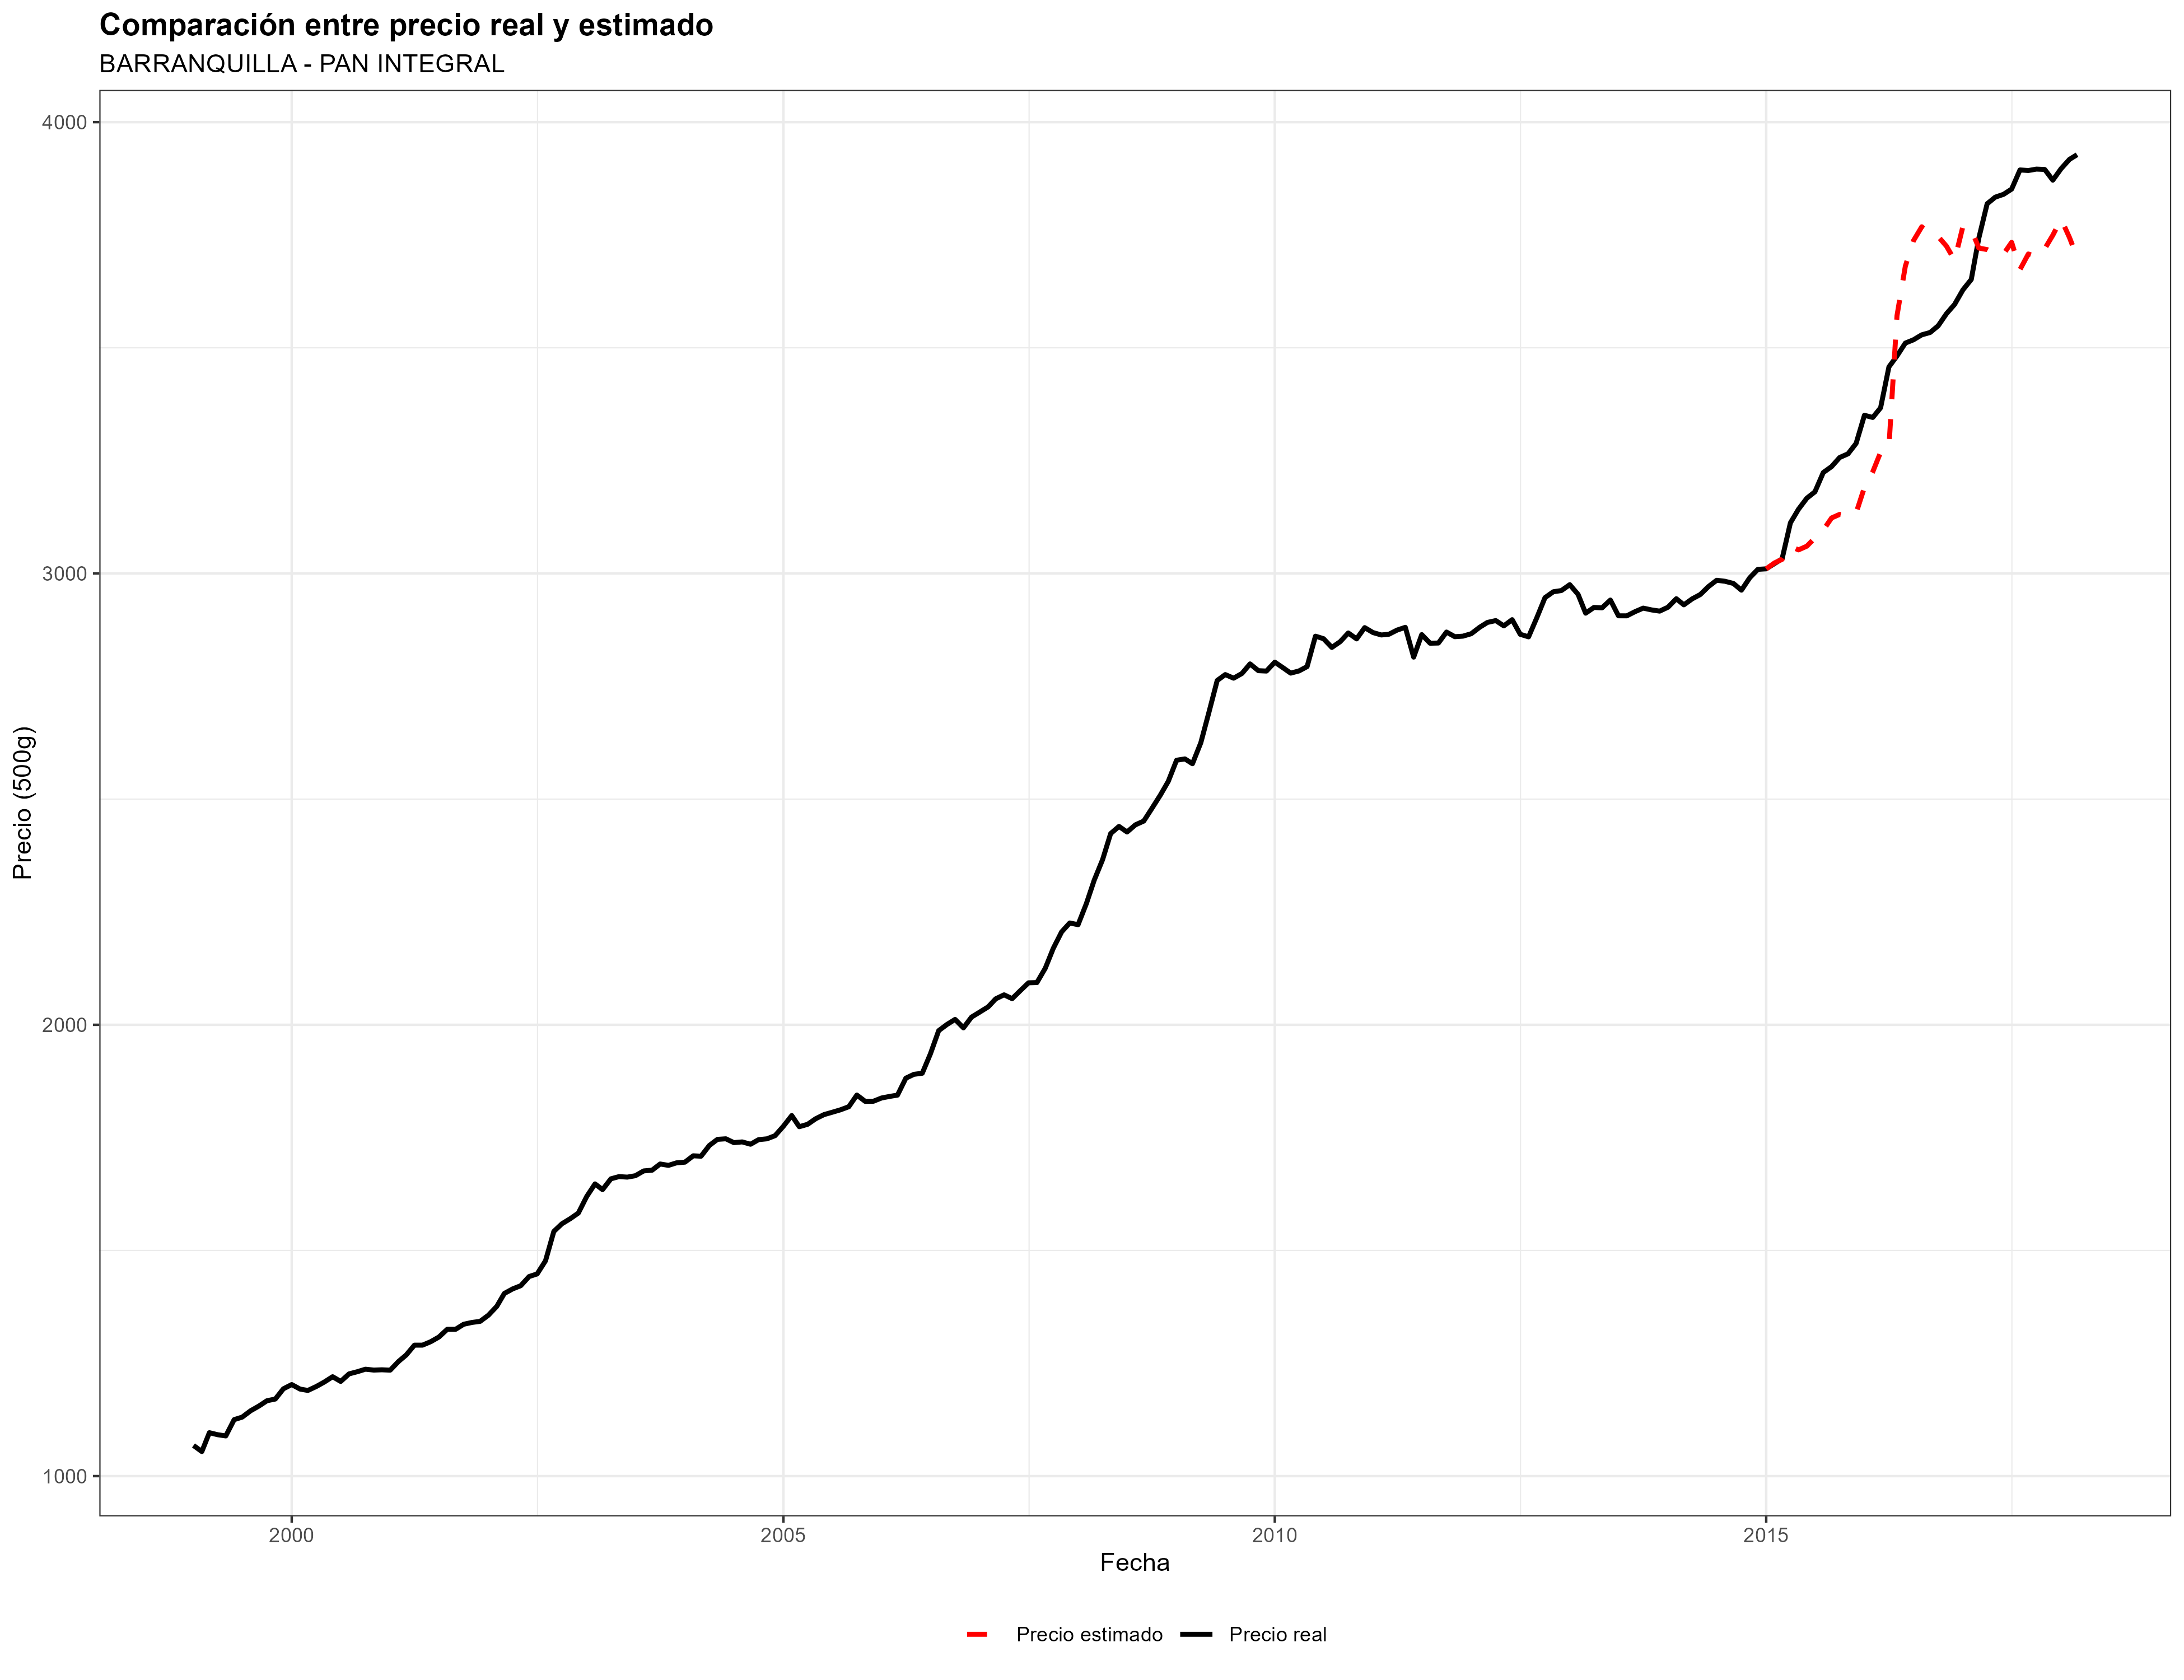 Comparación entre precio real y estimado
BARRANQUILLA - PAN INTEGRAL
Precio (500g)
4000
3000
2000
1000
2000 2005 2010 2015
Fecha
Precio estimado Precio real